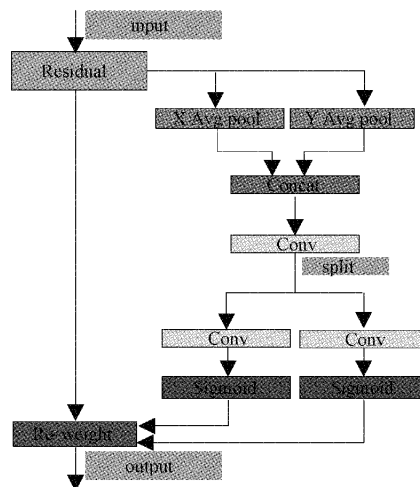 input
Residual
X Avg pool
Y Avg pool
Concat
Conv
split
Conv
Conv
Sigmoid
Sigmoid
Re-weight
output